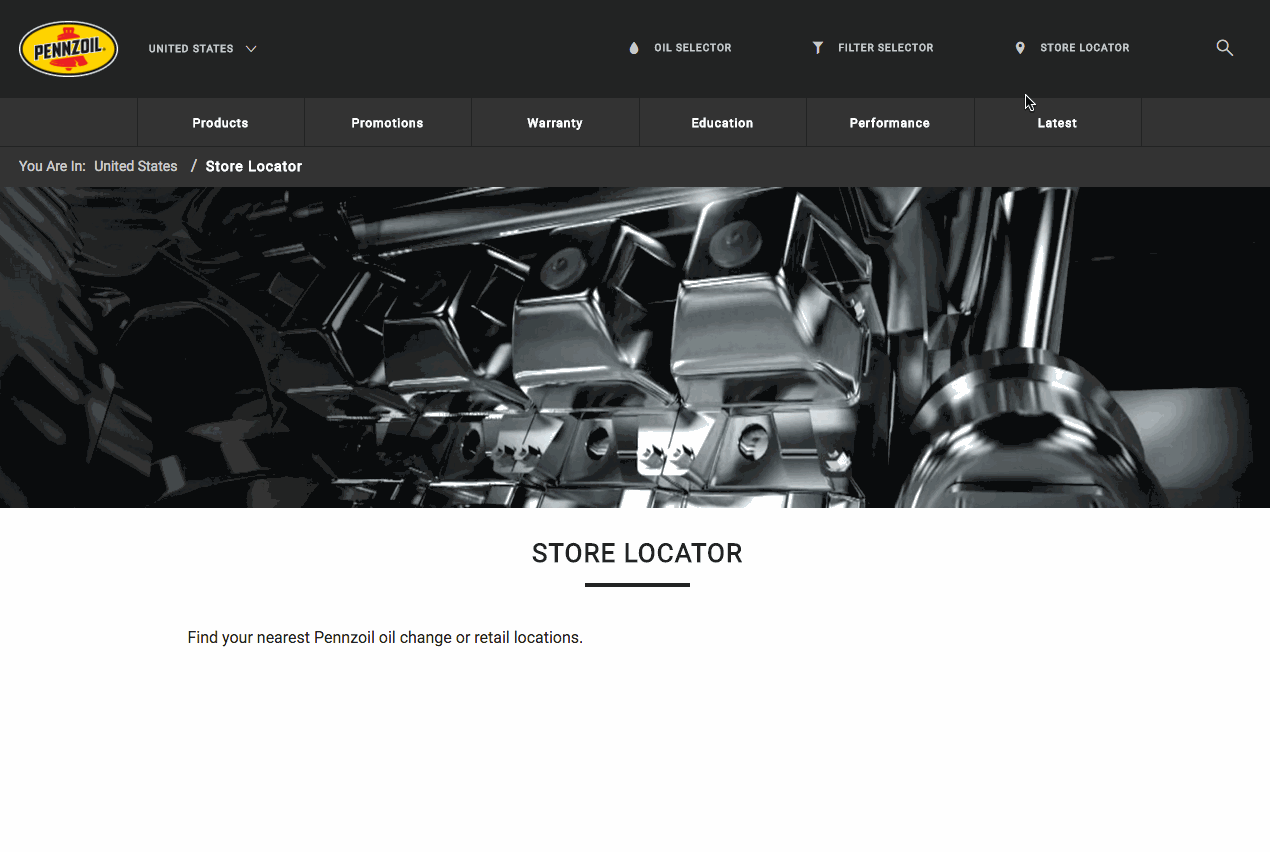 PENNZOIL
UNITED STATES
OIL SELECTOR
FILTER SELECTOR
STORE LOCATOR
Products
Promotions
Warranty
Education
Performance
Latest
You Are In: United States / Store Locator
STORE LOCATOR
Find your nearest Pennzoil oil change or retail locations.